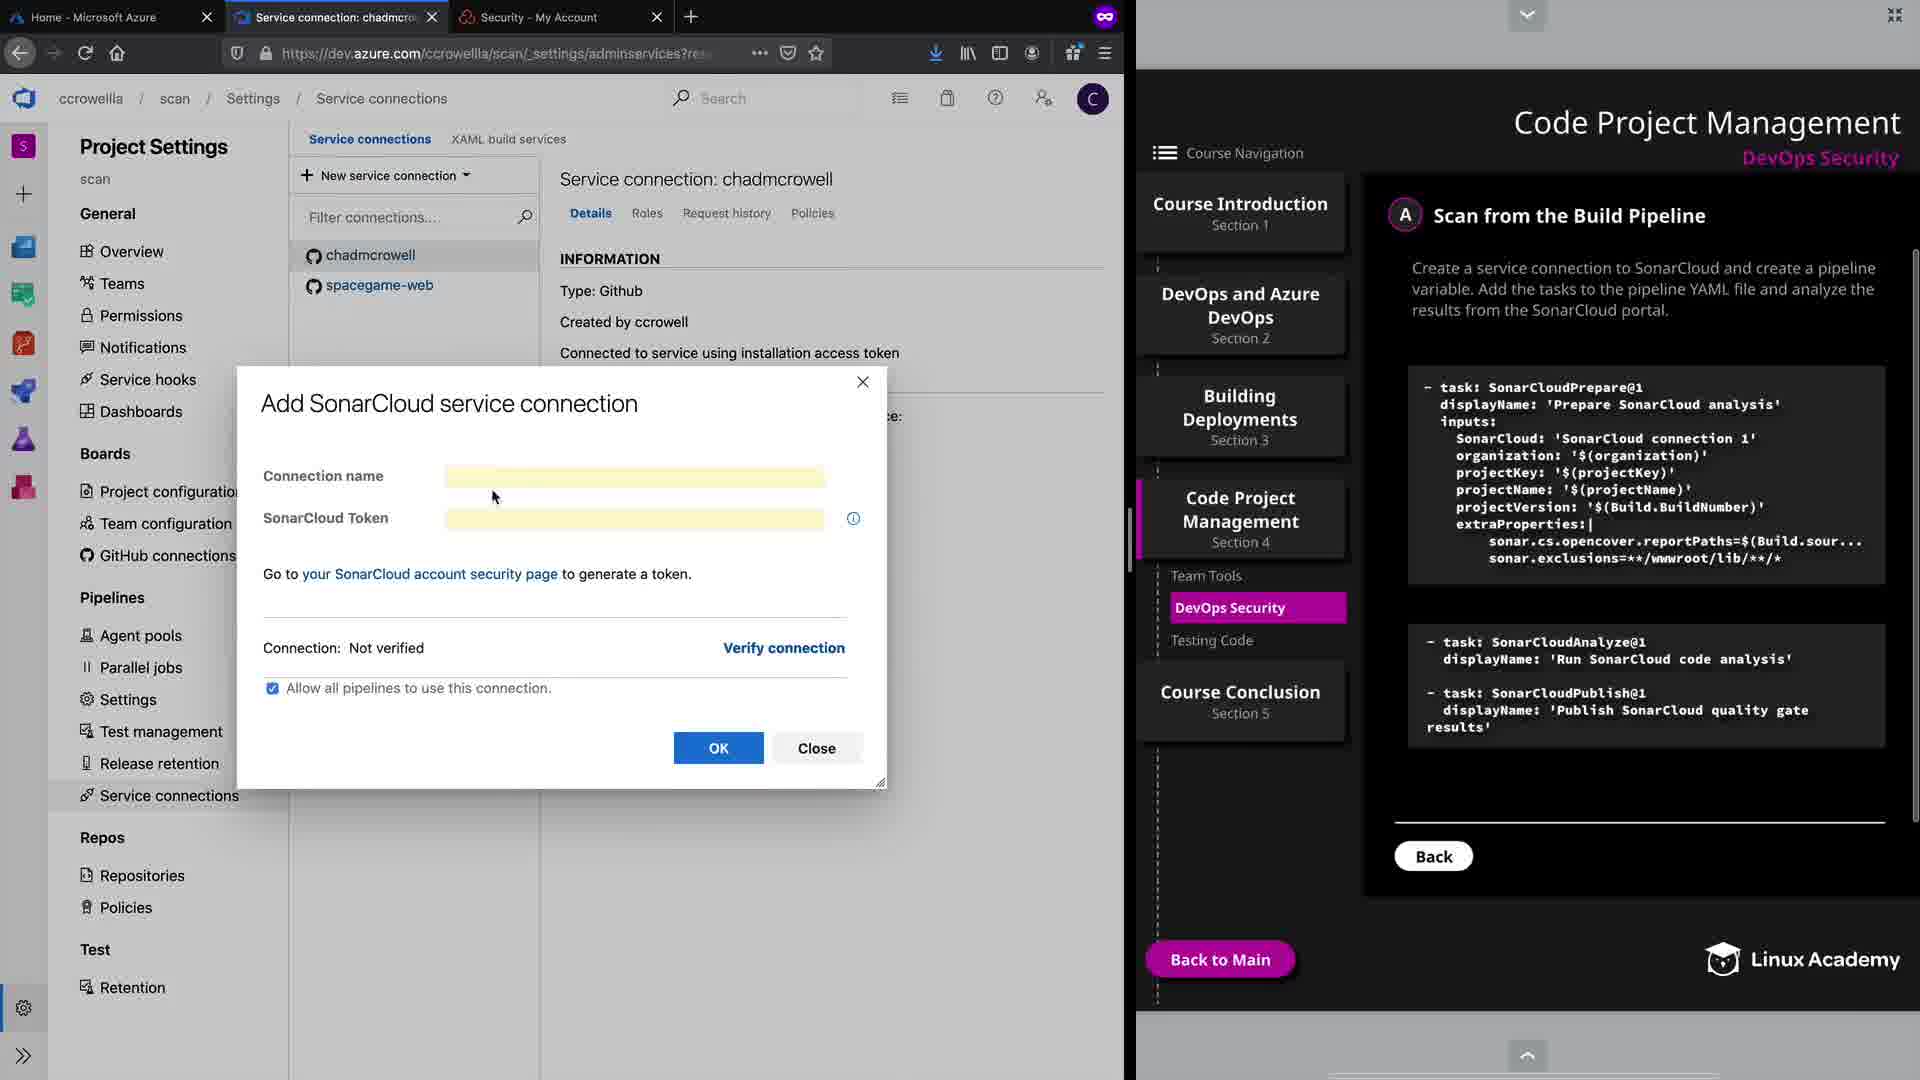 Home - Microsoft Azure
Service connection: chadmcro
Security - My Account
https://dev.azure.com/ccrowellla/scan/_settings/adminservices?res
ccrowellla / scan / Settings / Service connections
Search
C
S
Project Settings
scan
General
Overview
Teams
Permissions
Notifications
Service hooks
Dashboards
Boards
Project configuratio
Team configuration
GitHub connections
Pipelines
Agent pools
Parallel jobs
Settings
Test management
Release retention
Service connections
Repos
Repositories
Policies
Test
Retention
Service connections
XAML build services
New service connection
Filter connections....
chadmcrowell
spacegame-web
Service connection: chadmcrowell
Details
Roles
Request history
Policies
INFORMATION
Type: Github
Created by ccrowell
Connected to service using installation access token
ce:
Add SonarCloud service connection
Connection name
SonarCloud Token
Go to your SonarCloud account security page to generate a token.
Connection: Not verified
Verify connection
Allow all pipelines to use this connection.
OK
Close
Code Project Management
DevOps Security
Course Navigation
Course Introduction
Section 1
DevOps and Azure
DevOps
Section 2
Building
Deployments
Section 3
Code Project
Management
Section 4
Team Tools
DevOps Security
Testing Code
Course Conclusion
Section 5
Back to Main
A
Scan from the Build Pipeline
Create a service connection to SonarCloud and create a pipeline
variable. Add the tasks to the pipeline YAML file and analyze the
results from the SonarCloud portal.
- task: SonarCloudPrepare@1
displayName: 'Prepare SonarCloud analysis'
inputs:
SonarCloud: 'SonarCloud connection 1'
organization: '$(organization)'
projectKey: '$(projectKey)'
projectName: '$(projectName)'
projectVersion: '$(Build.BuildNumber)'
extraProperties:|
sonar.cs.opencover.reportPaths=$(Build.sour...
sonar.exclusions=**/wwwroot/lib/**/*
- task: SonarCloudAnalyze@1
displayName: 'Run SonarCloud code analysis'
- task: SonarCloudPublish@1
displayName: 'Publish SonarCloud quality gate
results'
Back
Linux Academy